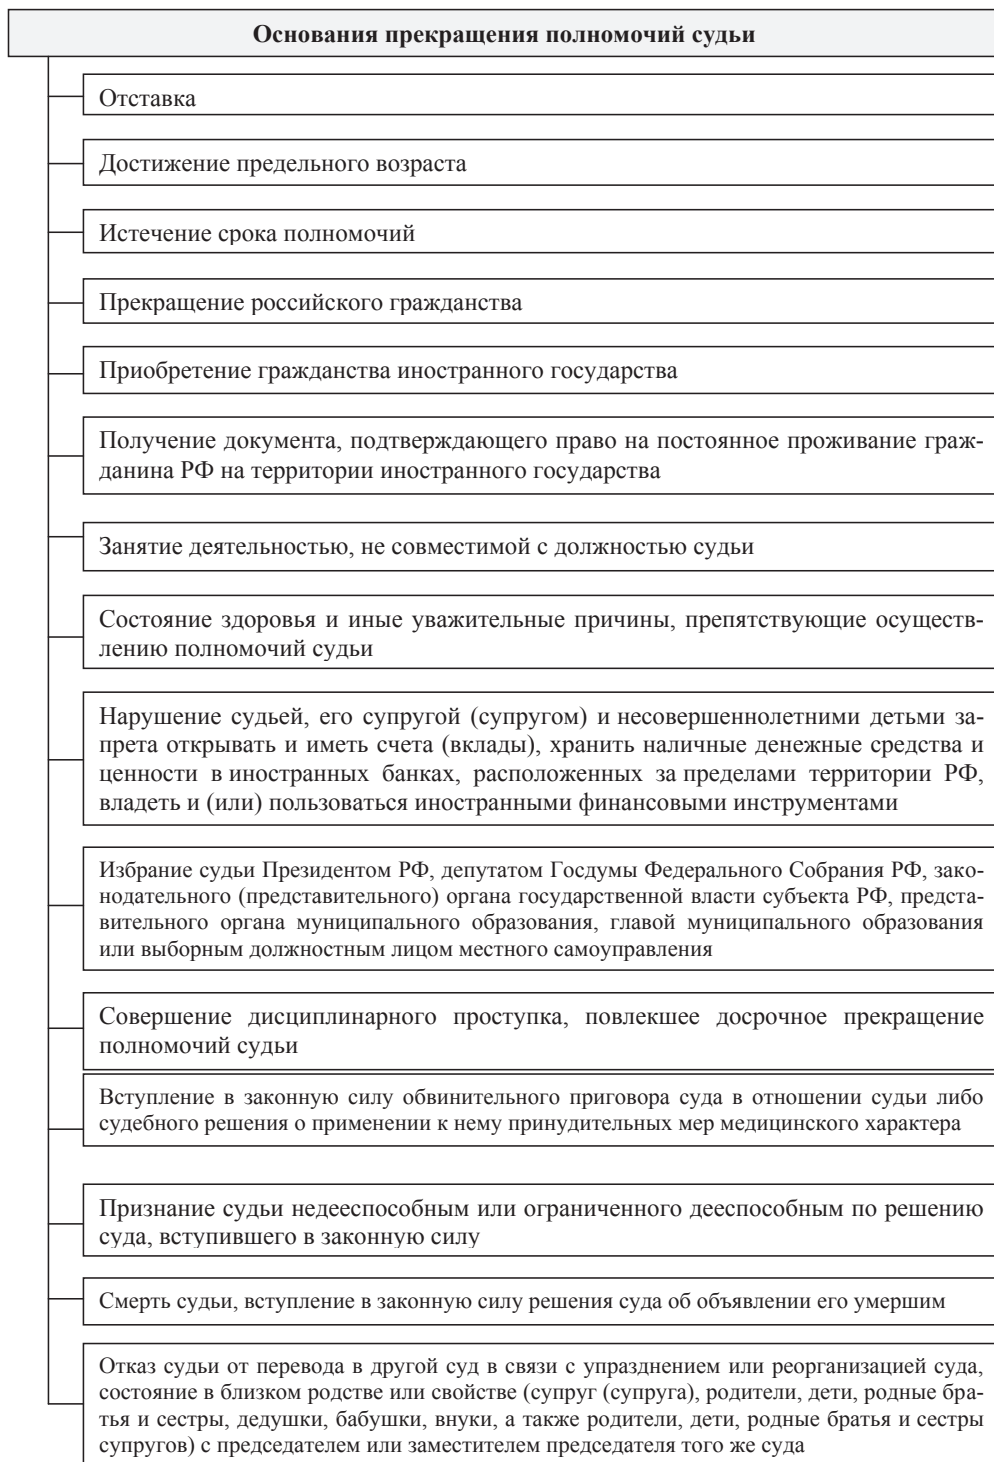 Основания прекращения полномочий судьи
Отставка
Достижение предельного возраста
Истечение срока полномочий
Прекращение российского гражданства
Приобретение гражданства иностранного государства
Получение документа, подтверждающего право на постоянное проживание граж-
данина РФ на территории иностранного государства
Занятие деятельностью, не совместимой с должностью судьи
Состояние здоровья и иные уважительные причины, препятствующие осуществ-
лению полномочий судьи
Нарушение судьей, его супругой (супругом) и несовершеннолетними детьми за-
прета открывать и иметь счета (вклады), хранить наличные денежные средства и
ценности в иностранных банках, расположенных за пределами территории РФ,
владеть и (или) пользоваться иностранными финансовыми инструментами
Избрание судьи Президентом РФ, депутатом Госдумы Федерального Собрания РФ, зако-
нодательного (представительного) органа государственной власти субъекта РФ, предста-
вительного органа муниципального образования, главой муниципального образования
или выборным должностным лицом местного самоуправления
Совершение дисциплинарного проступка, повлекшее досрочное прекращение
полномочий судьи
Вступление в законную силу обвинительного приговора суда в отношении судьи либо
судебного решения о применении к нему принудительных мер медицинского характера
Признание судьи недееспособным или ограниченного дееспособным по решению
суда, вступившего в законную силу
Смерть судьи, вступление в законную силу решения суда об объявлении его умершим
Отказ судьи от перевода в другой суд в связи с упразднением или реорганизацией суда,
состояние в близком родстве или свойстве (супруг (супруга), родители, дети, родные бра-
тья и сестры, дедушки, бабушки, внуки, а также родители, дети, родные братья и сестры
супругов) с председателем или заместителем председателя того же суда